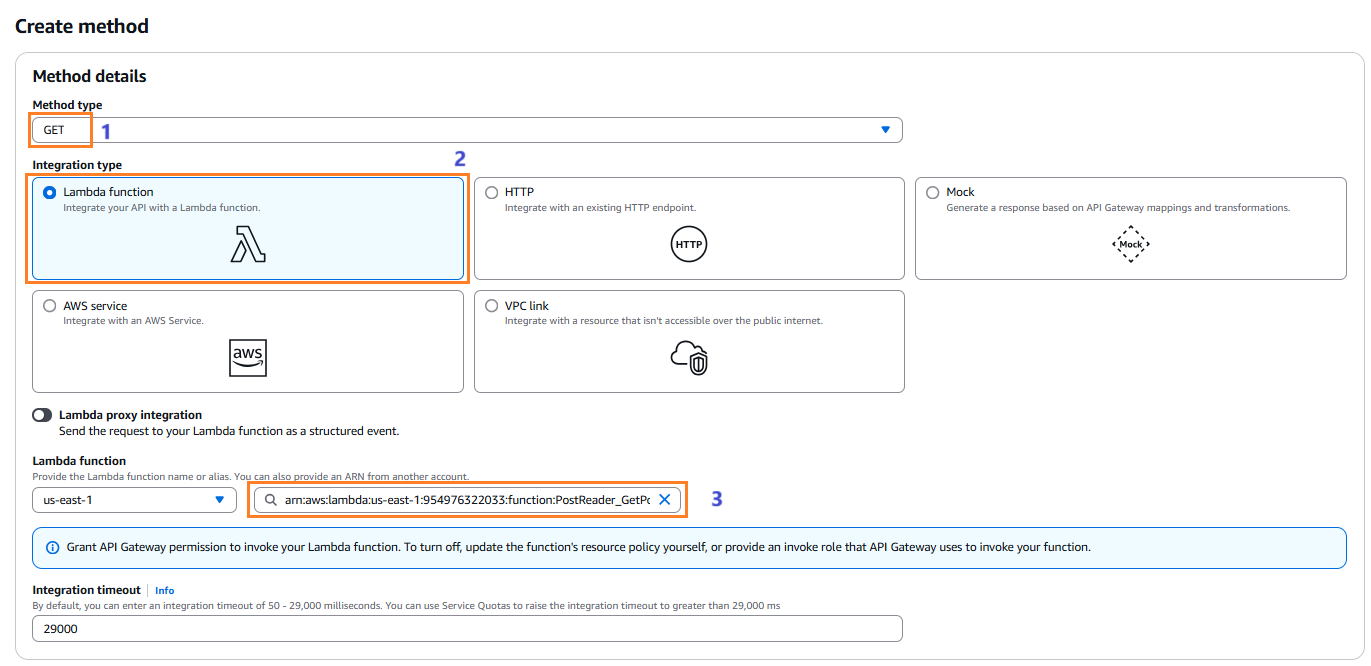 Create method
Method details
Method type
GET
1
Integration type
2
Lambda function
Integrate your API with a Lambda function.
HTTP
Integrate with an existing HTTP endpoint.
HTTP
Mock
Generate a response based on API Gateway mappings and transformations.
Mock
AWS service
Integrate with an AWS Service.
aws
VPC link
Integrate with a resource that isn't accessible over the public internet.
Lambda proxy integration
Send the request to your Lambda function as a structured event.
Lambda function
Provide the Lambda function name or alias. You can also provide an ARN from another account.
us-east-1
arn:aws:lambda:us-east-1:954976322033:function:PostReader_GetPo
3
Grant API Gateway permission to invoke your Lambda function. To turn off, update the function's resource policy yourself, or provide an invoke role that API Gateway uses to invoke your function.
Integration timeout
Info
By default, you can enter an integration timeout of 50 - 29,000 milliseconds. You can use Service Quotas to raise the integration timeout to greater than 29,000 ms
29000